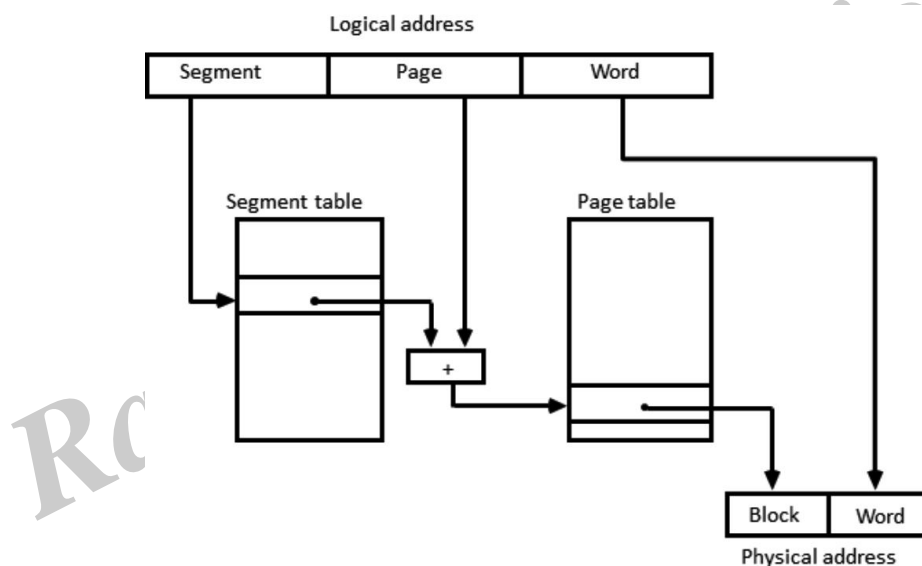 Logical address
Segment Page Word
Segment table Page table
+
Block Word
Physical address